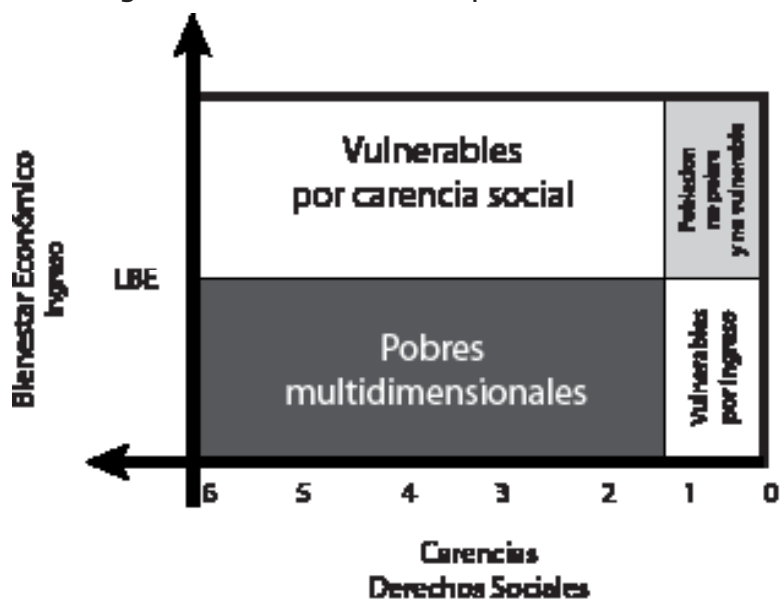 Vulnerables
por carencia social
Poblacion
no pobre
y no vulnerable
Bienestar Económico
Ingreso
LBE
Pobres
multidimensionales
Vulnerables
por ingreso
6 5 4 3 2 1 0
Carencias
Derechos Sociales